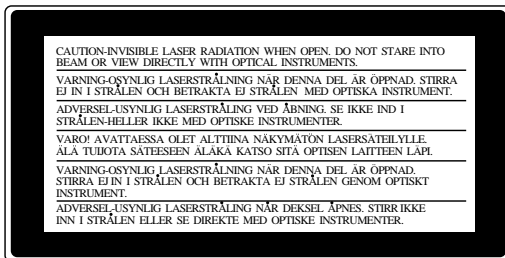 CAUTION-INVISIBLE LASER RADIATION WHEN OPEN. DO NOT STARE INTO
BEAM OR VIEW DIRECTLY WITH OPTICAL INSTRUMENTS.
VARNING-OSYNLIG LASERSTRÅLNING NÄR DENNA DEL ÄR ÖPPNAD. STIRRA
EJ IN I STRÅLEN OCH BETRAKTA EJ STRÅLEN MED OPTISKA INSTRUMENT.
ADVERSEL-USYNLIG LASERSTRÅLING VED ÅBNING. SE IKKE IND I
STRÅLEN-HELLER IKKE MED OPTISKE INSTRUMENTER.
VARO! AVATTAESSA OLET ALTTIINA NÄKYMÄTÖN LASERSÄTEILYLLE.
ÄLÄ TUIJOTA SÄTEESEEN ÄLÄKÄ KATSO SITÄ OPTISEN LAITTEEN LÄPI.
VARNING-OSYNLIG LASERSTRÅLNING NÄR DENNA DEL ÄR ÖPPNAD.
STIRRA EJ IN I STRÅLEN OCH BETRAKTA EJ STRÅLEN GENOM OPTISKT
INSTRUMENT.
ADVERSEL-USYNLIG LASERSTRÅLING NÅR DEKSEL ÅPNES. STIRR IKKE
INN I STRÅLEN ELLER SE DIREKTE MED OPTISKE INSTRUMENTER.